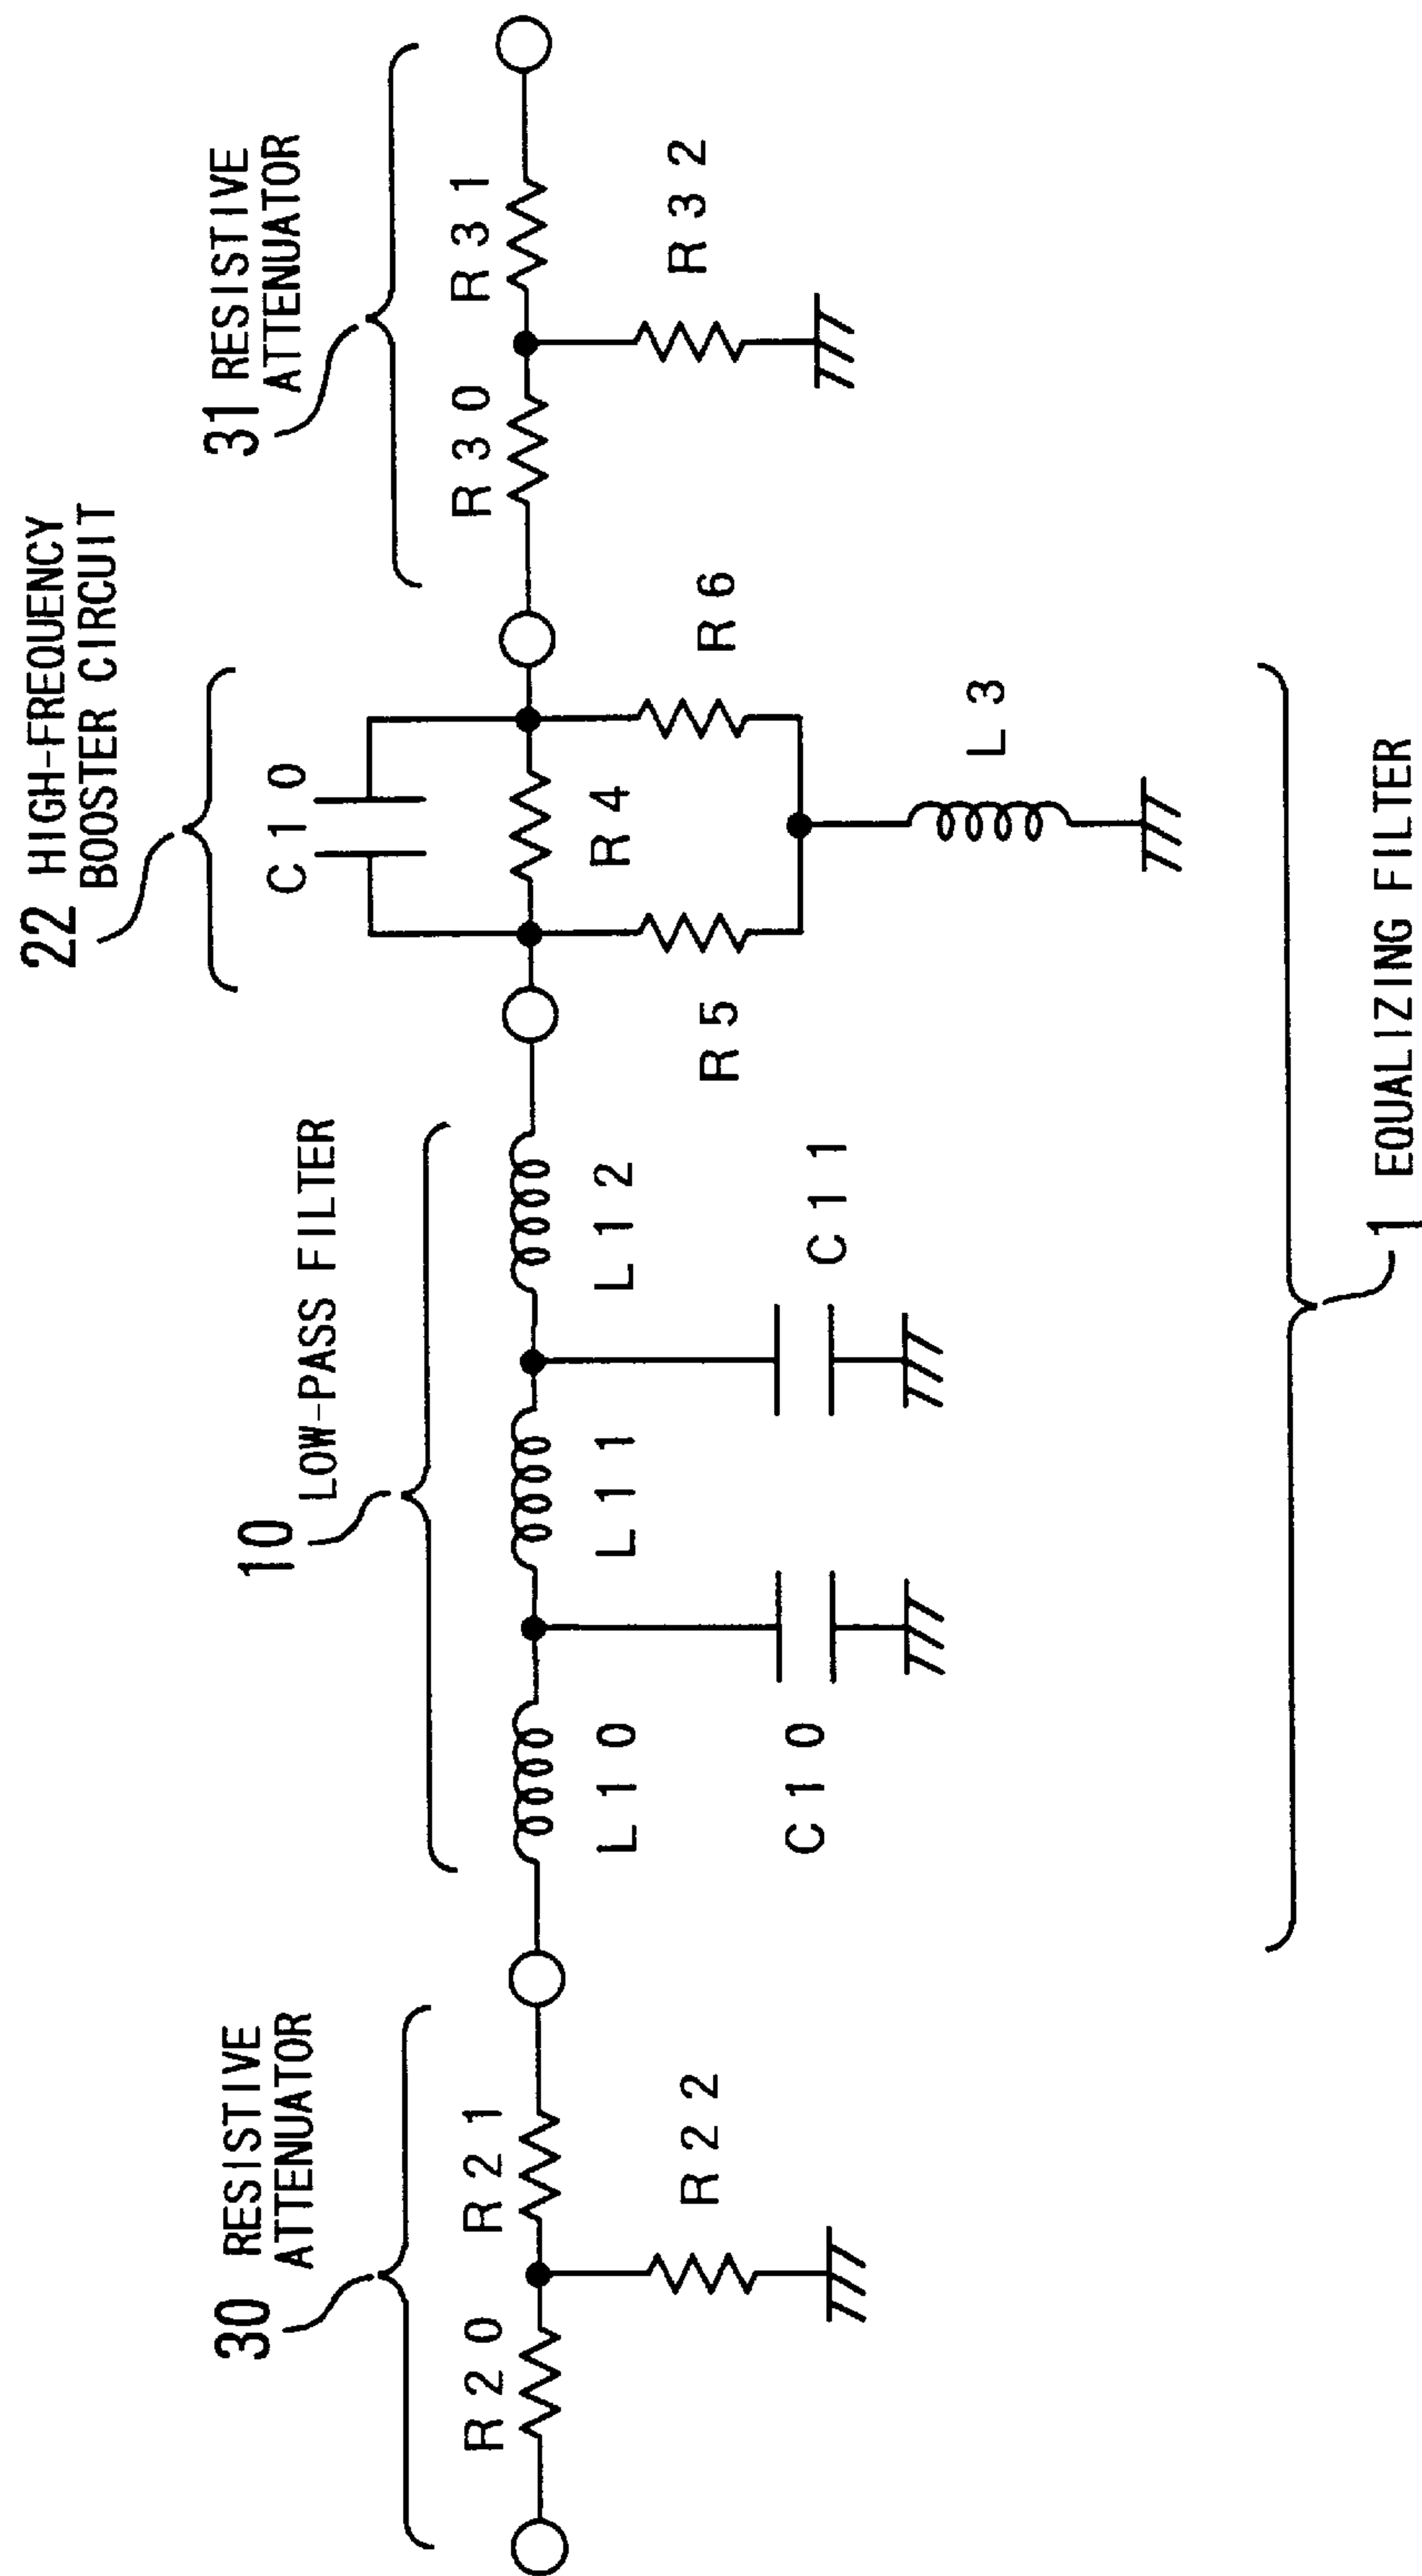 30 RESISTIVE
ATTENUATOR
R20
R21
R22
10 LOW-PASS FILTER
L10
L11
L12
C10
C11
22 HIGH-FREQUENCY
BOOSTER CIRCUIT
C10
R4
R5
R6
L3
31 RESISTIVE
ATTENUATOR
R30
R31
R32
1 EQUALIZING FILTER